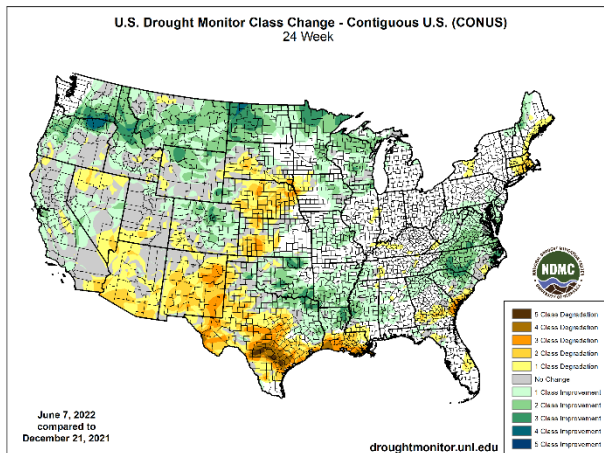 U.S. Drought Monitor Class Change - Contiguous U.S. (CONUS)
24 Week
NDMC
5 Class Degradation
4 Class Degradation
3 Class Degradation
2 Class Degradation
1 Class Degradation
No Change
1 Class Improvement
2 Class Improvement
3 Class Improvement
4 Class Improvement
5 Class Improvement
June 7, 2022
compared to
December 21, 2021
droughtmonitor.unl.edu